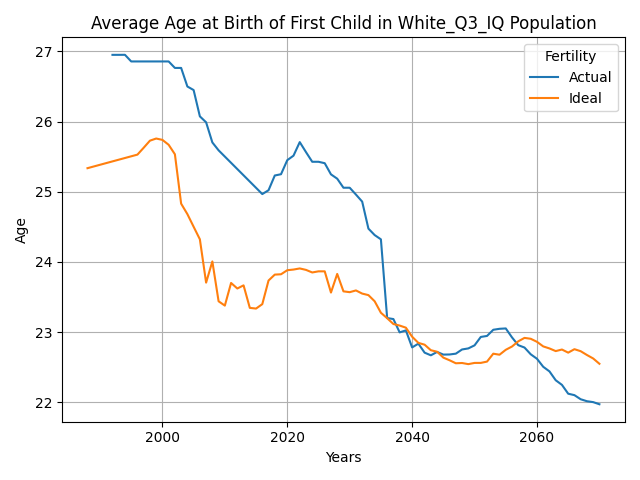 Average Age at Birth of First Child in White_Q3_IQ Population
Fertility
Actual
Ideal
Age
27
26
25
24
23
22
2000
2020
2040
2060
Years